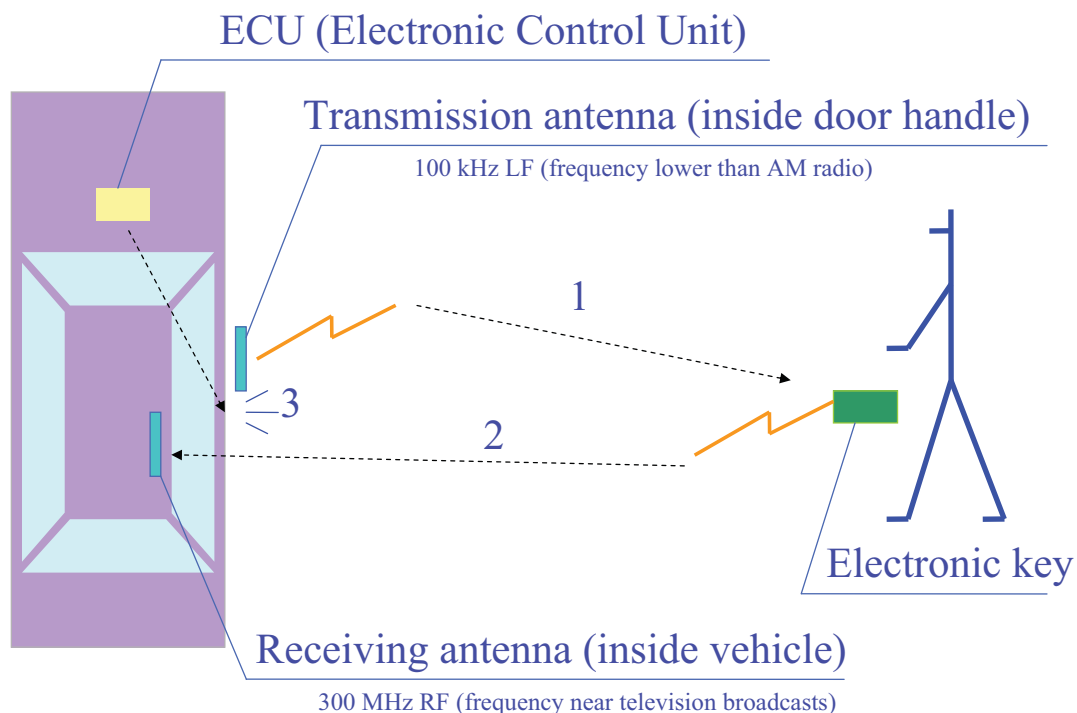 ECU (Electronic Control Unit)
Transmission antenna (inside door handle)
100 kHz LF (frequency lower than AM radio)
1
3
2
Electronic key
Receiving antenna (inside vehicle)
300 MHz RF (frequency near television broadcasts)